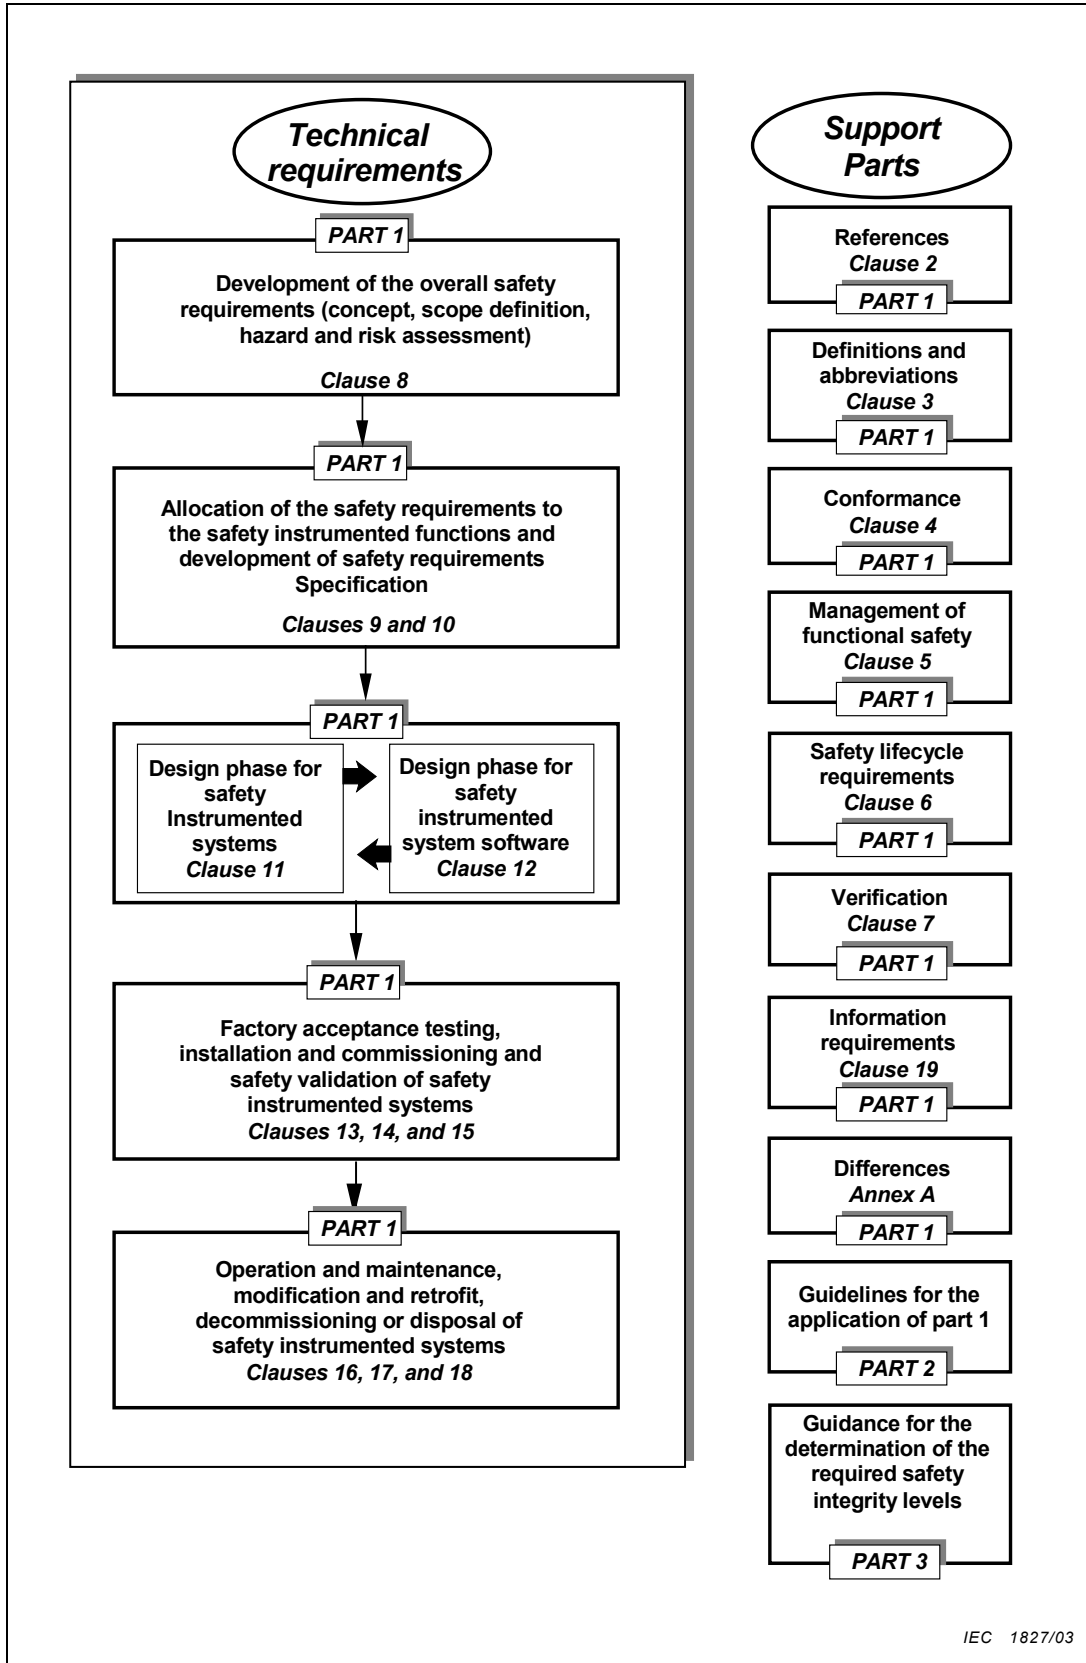 Technical
requirements
PART 1
Development of the overall safety
requirements (concept, scope definition,
hazard and risk assessment)
Clause 8
PART 1
Allocation of the safety requirements to
the safety instrumented functions and
development of safety requirements
Specification
Clauses 9 and 10
PART 1
Design phase for
safety
Instrumented
systems
Clause 11
Design phase for
safety
instrumented
system software
Clause 12
PART 1
Factory acceptance testing,
installation and commissioning and
safety validation of safety
instrumented systems
Clauses 13, 14, and 15
PART 1
Operation and maintenance,
modification and retrofit,
decommissioning or disposal of
safety instrumented systems
Clauses 16, 17, and 18
Support
Parts
References
Clause 2
PART 1
Definitions and
abbreviations
Clause 3
PART 1
Conformance
Clause 4
PART 1
Management of
functional safety
Clause 5
PART 1
Safety lifecycle
requirements
Clause 6
PART 1
Verification
Clause 7
PART 1
Information
requirements
Clause 19
PART 1
Differences
Annex A
PART 1
Guidelines for the
application of part 1
PART 2
Guidance for the
determination of the
required safety
integrity levels
PART 3
IEC 1827/03